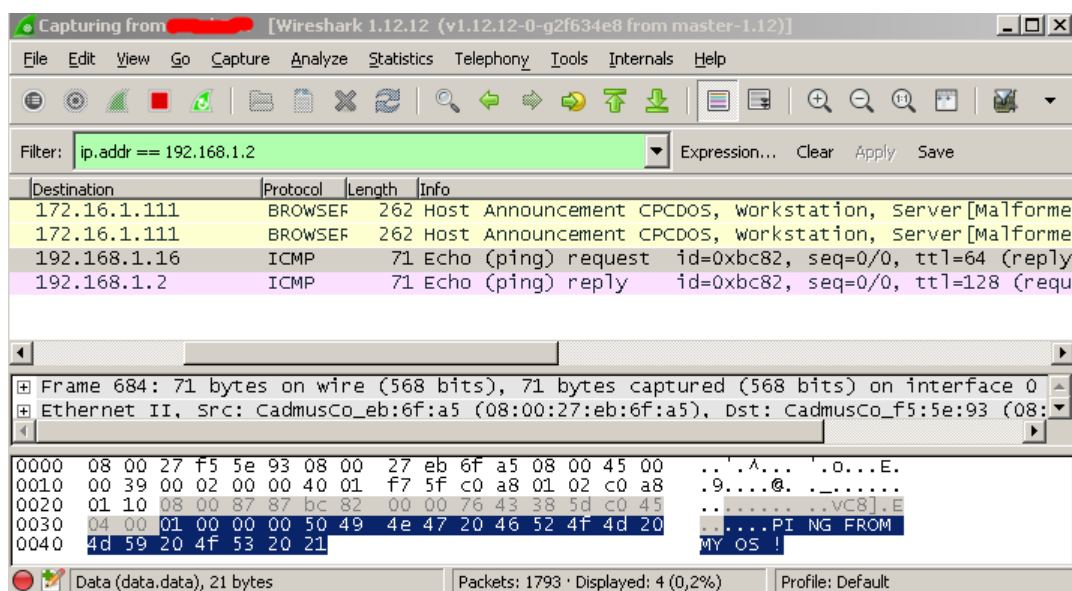 Capturing from [Wireshark 1.12.12 (v1.12.12-0-g2f634e8 from master-1.12)]
File Edit View Go Capture Analyze Statistics Telephony Tools Internals Help
Filter: ip.addr == 192.168.1.2 Expression... Clear Apply Save
Destination Protocol Length Info
172.16.1.111 BROWSER 262 Host Announcement CPCDOS, Workstation, Server[Malforme
172.16.1.111 BROWSER 262 Host Announcement CPCDOS, Workstation, Server[Malforme
192.168.1.16 ICMP 71 Echo (ping) request id=0xbc82, seq=0/0, ttl=64 (reply
192.168.1.2 ICMP 71 Echo (ping) reply id=0xbc82, seq=0/0, ttl=128 (requ
Frame 684: 71 bytes on wire (568 bits), 71 bytes captured (568 bits) on interface 0
Ethernet II, Src: CadmusCo_eb:6f:a5 (08:00:27:eb:6f:a5), Dst: CadmusCo_f5:5e:93 (08:
0000 08 00 27 f5 5e 93 08 00 27 eb 6f a5 08 00 45 00 ..'.^... '.o...E.
0010 00 39 00 02 00 00 40 01 f7 5f c0 a8 01 02 c0 a8 .9....@. ._......
0020 01 10 08 00 87 87 bc 82 00 00 76 43 38 5d c0 45 ........ ..vC8].E
0030 04 00 01 00 00 00 50 49 4e 47 20 46 52 4f 4d 20 ......PI NG FROM
0040 4d 59 20 4f 53 20 21 MY OS !
Data (data.data), 21 bytes Packets: 1793 · Displayed: 4 (0,2%) Profile: Default